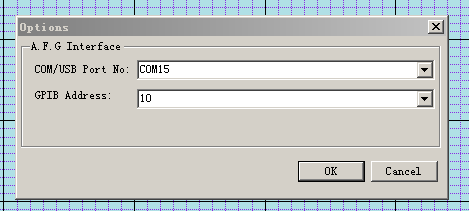 Options
A.F.G Interface
COM/USB Port No: COM15
GPIB Address: 10
OK Cancel